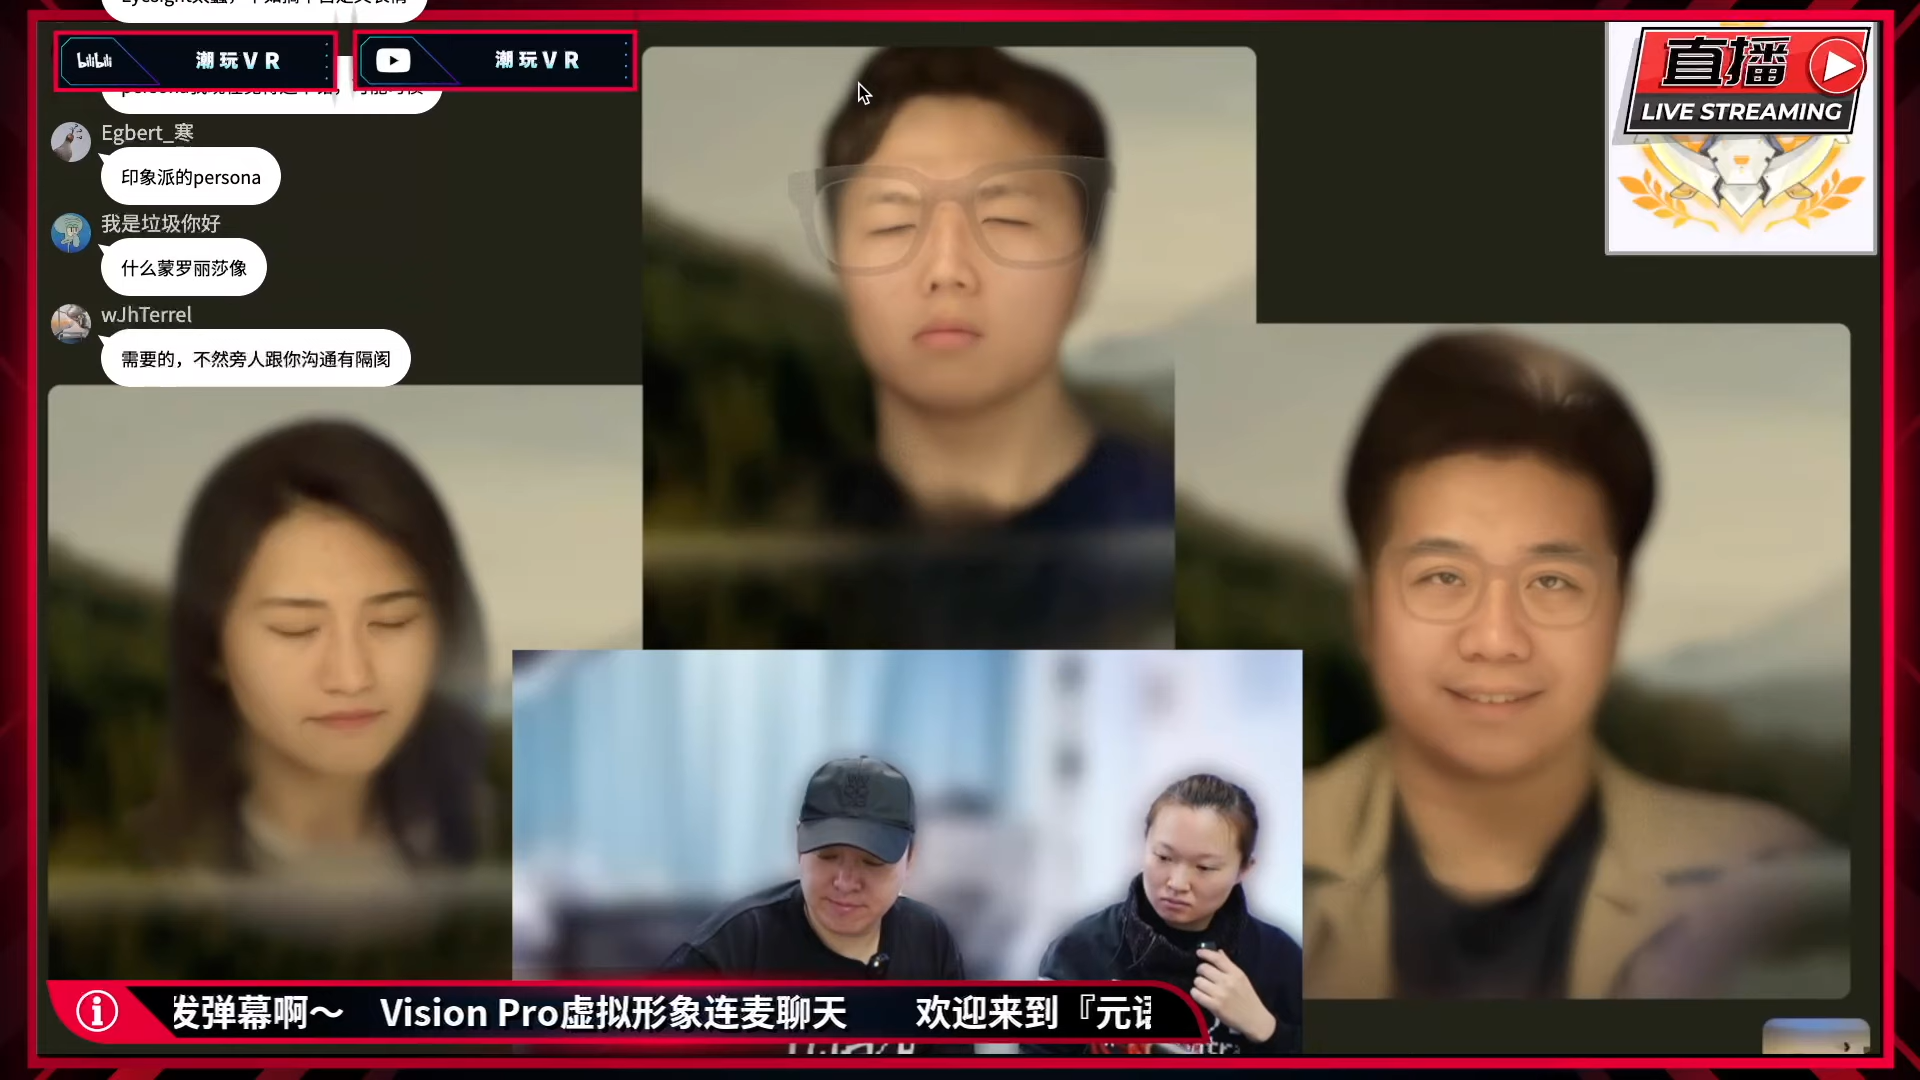 bilibili
潮玩VR
潮玩VR
直播
LIVE STREAMING
Egbert_寒
印象派的persona
我是垃圾你好
什么蒙罗丽莎像
wJhTerrel
需要的，不然旁人跟你沟通有隔阂
发弹幕啊～ Vision Pro虚拟形象连麦聊天 欢迎来到『元